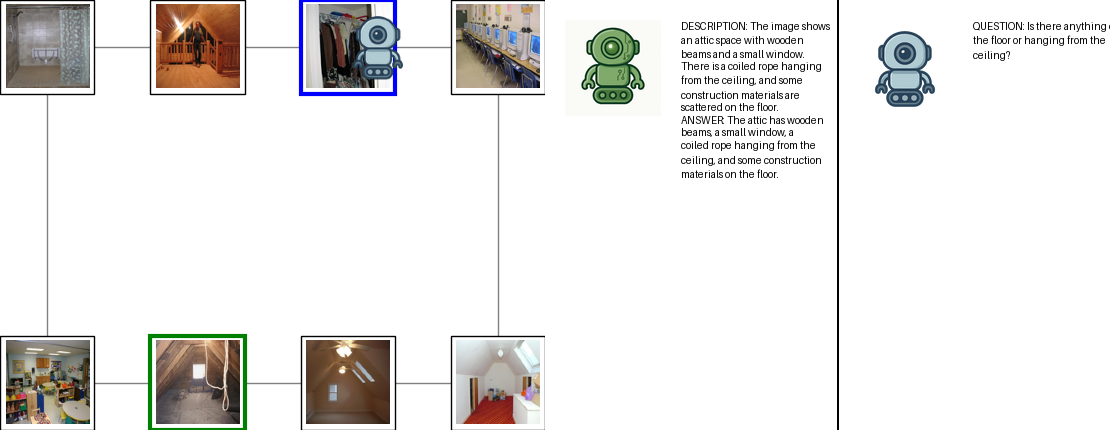 DESCRIPTION: The image shows
an attic space with wooden
beams and a small window.
There is a coiled rope hanging
from the ceiling, and some
construction materials are
scattered on the floor.
ANSWER: The attic has wooden
beams, a small window, a
coiled rope hanging from the
ceiling, and some construction
materials on the floor.
QUESTION: Is there anything
the floor or hanging from the
ceiling?